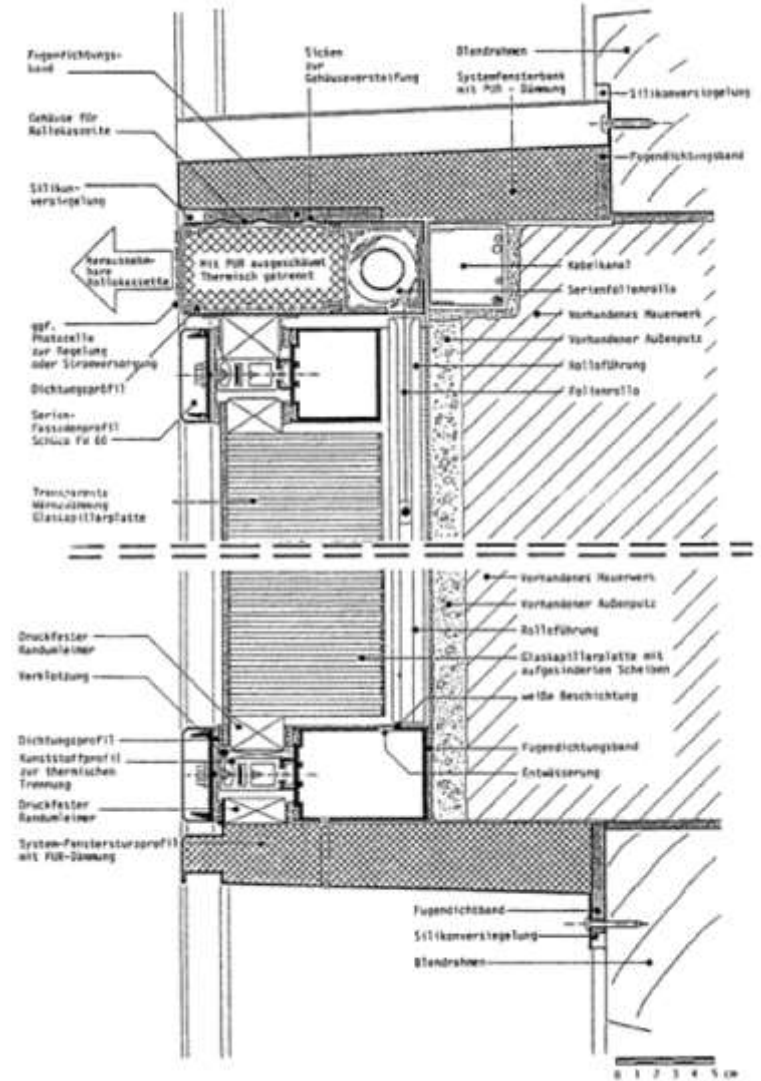 Fugendichtungs-
band
Sicken
zur
Gehäuseversteifung
Blendrahmen
Systemfensterbank
mit PUR - Dämmung
Silikonversiegelung
Gehäuse für
Rollokassette
Fugendichtungsband
Silikon-
versiegelung
Herausnehm-
bare
Rollokassette
Mit PUR ausgeschäumt
Thermisch getrennt
Kabelkanal
Serienfolienrollo
Vorhandenes Mauerwerk
Vorhandener Außenputz
Rolloführung
Folienrollo
ggf.
Photozelle
zur Regelung
oder Stromversorgung
Dichtungsprofil
Serien-
Fassadenprofil
Schüco FW 60
Transparente
Wärmedämmung
Glaskapillarplatte
Vorhandenes Mauerwerk
Vorhandener Außenputz
Rolloführung
Glaskapillarplatte mit
aufgesinderten Scheiben
weiße Beschichtung
Fugendichtungsband
Entwässerung
Druckfester
Randumleimer
Verklotzung
Dichtungsprofil
Kunststoffprofil
zur thermischen
Trennung
Druckfester
Randumleimer
System-Fenstersturzprofil
mit PUR-Dämmung
Fugendichtband
Silikonversiegelung
Blendrahmen
0 1 2 3 4 5 cm